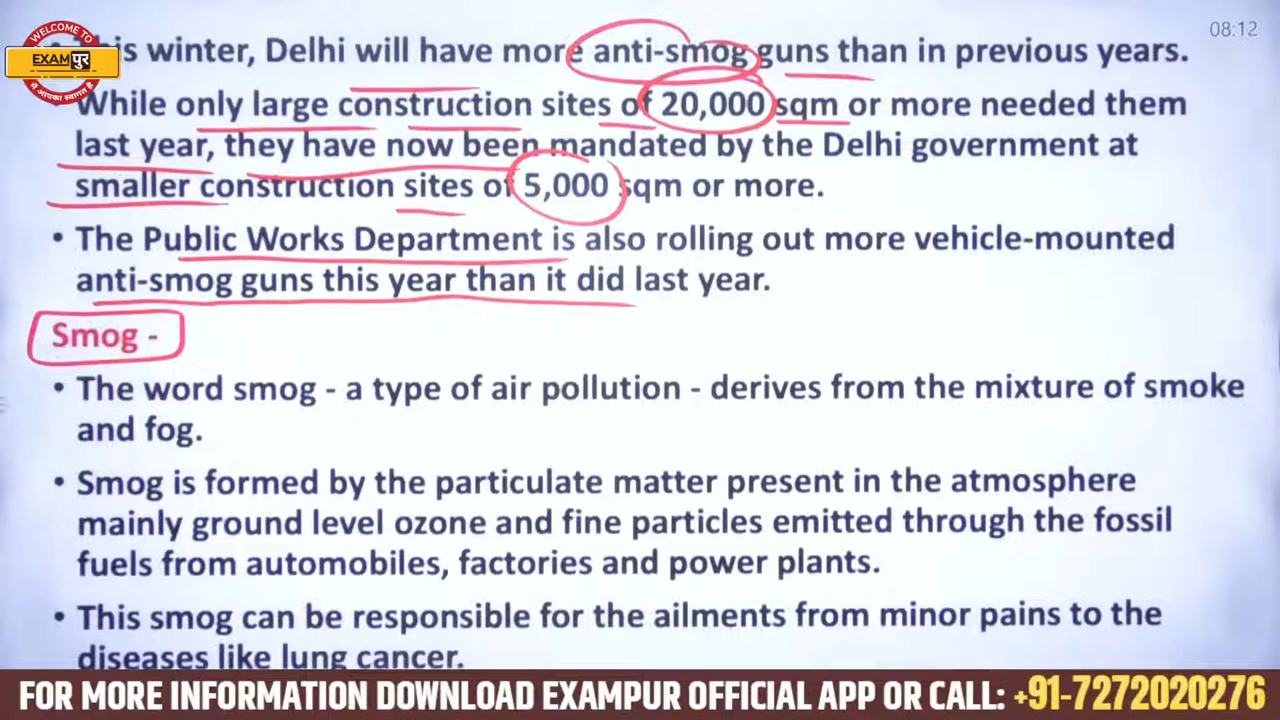 08:12
WELCOME TO
EXAMपुर
में आपका स्वागत है
is winter, Delhi will have more anti-smog guns than in previous years.
While only large construction sites of 20,000 sqm or more needed them
last year, they have now been mandated by the Delhi government at
smaller construction sites of 5,000 sqm or more.
• The Public Works Department is also rolling out more vehicle-mounted
anti-smog guns this year than it did last year.
Smog -
• The word smog - a type of air pollution - derives from the mixture of smoke
and fog.
• Smog is formed by the particulate matter present in the atmosphere
mainly ground level ozone and fine particles emitted through the fossil
fuels from automobiles, factories and power plants.
• This smog can be responsible for the ailments from minor pains to the
diseases like lung cancer.
FOR MORE INFORMATION DOWNLOAD EXAMPUR OFFICIAL APP OR CALL: +91-7272020276